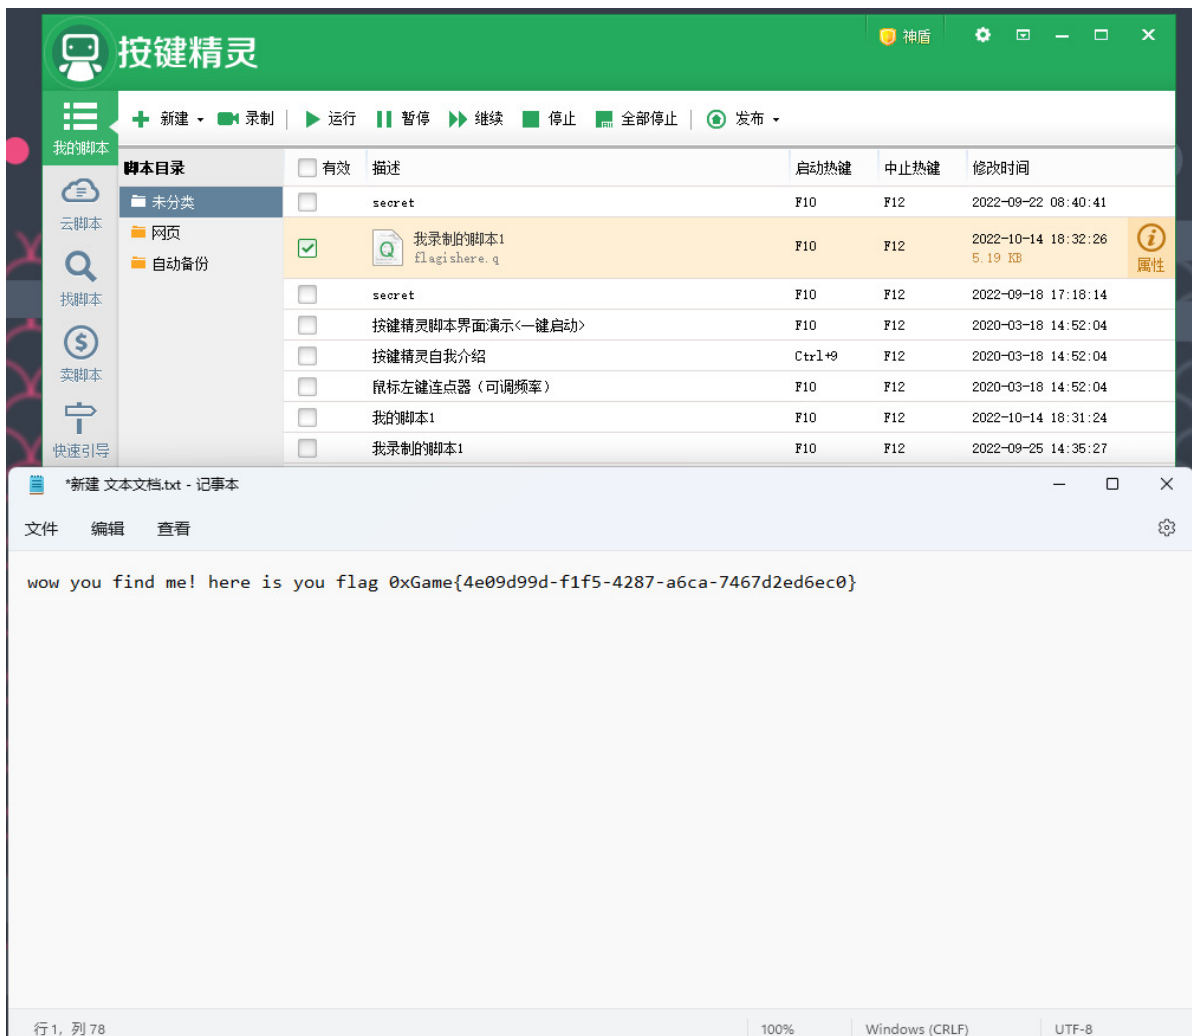 按键精灵
神盾
我的脚本
新建 录制 运行 暂停 继续 停止 全部停止 发布
脚本目录 有效 描述 启动热键 中止热键 修改时间
未分类 secret F10 F12 2022-09-22 08:40:41
云脚本
网页 我录制的脚本1 F10 F12 2022-10-14 18:32:26
flagishere.q 5.19 KB
自动备份 属性
找脚本 secret F10 F12 2022-09-18 17:18:14
按键精灵脚本界面演示<一键启动> F10 F12 2020-03-18 14:52:04
按键精灵自我介绍 Ctrl+9 F12 2020-03-18 14:52:04
卖脚本
鼠标左键连点器（可调频率） F10 F12 2020-03-18 14:52:04
我的脚本1 F10 F12 2022-10-14 18:31:24
快速引导 我录制的脚本1 F10 F12 2022-09-25 14:35:27
*新建 文本文档.txt - 记事本
文件 编辑 查看
wow you find me! here is you flag 0xGame{4e09d99d-f1f5-4287-a6ca-7467d2ed6ec0}
行 1, 列 78 100% Windows (CRLF) UTF-8